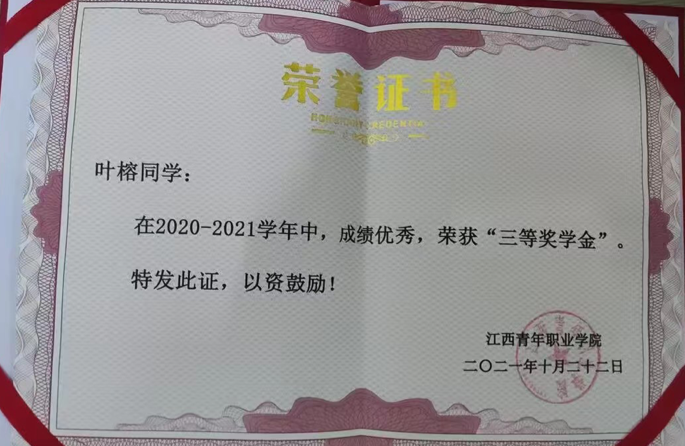 荣誉证书
HONORARY CREDENTIAL
叶榕同学：
在2020-2021学年中，成绩优秀，荣获“三等奖学金”。
特发此证，以资鼓励！
江西青年职业学院
二〇二一年十月二十二日